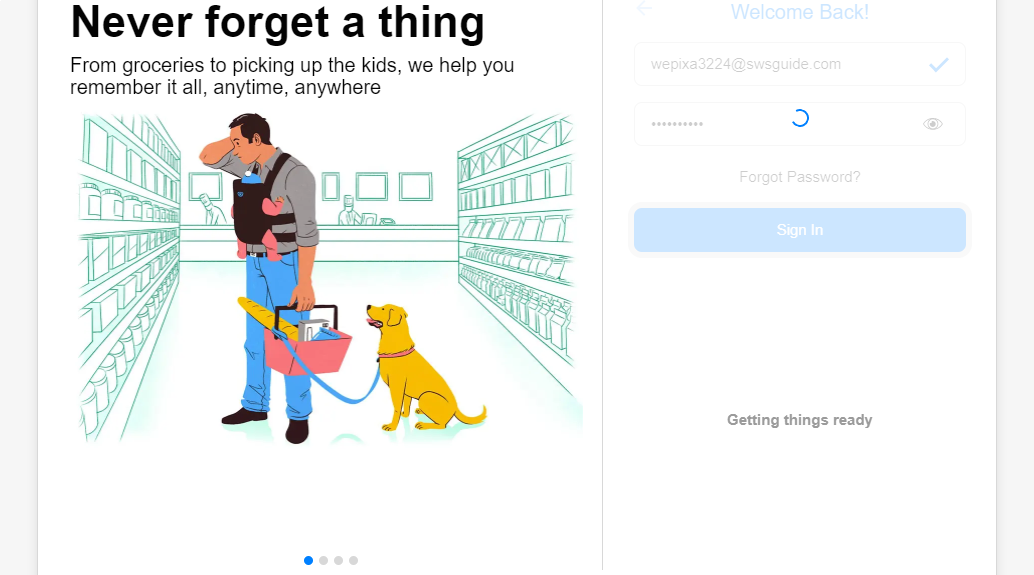 Never forget a thing
From groceries to picking up the kids, we help you
remember it all, anytime, anywhere
Welcome Back!
wepixa3224@swsguide.com
••••••••••
Forgot Password?
Sign In
Getting things ready